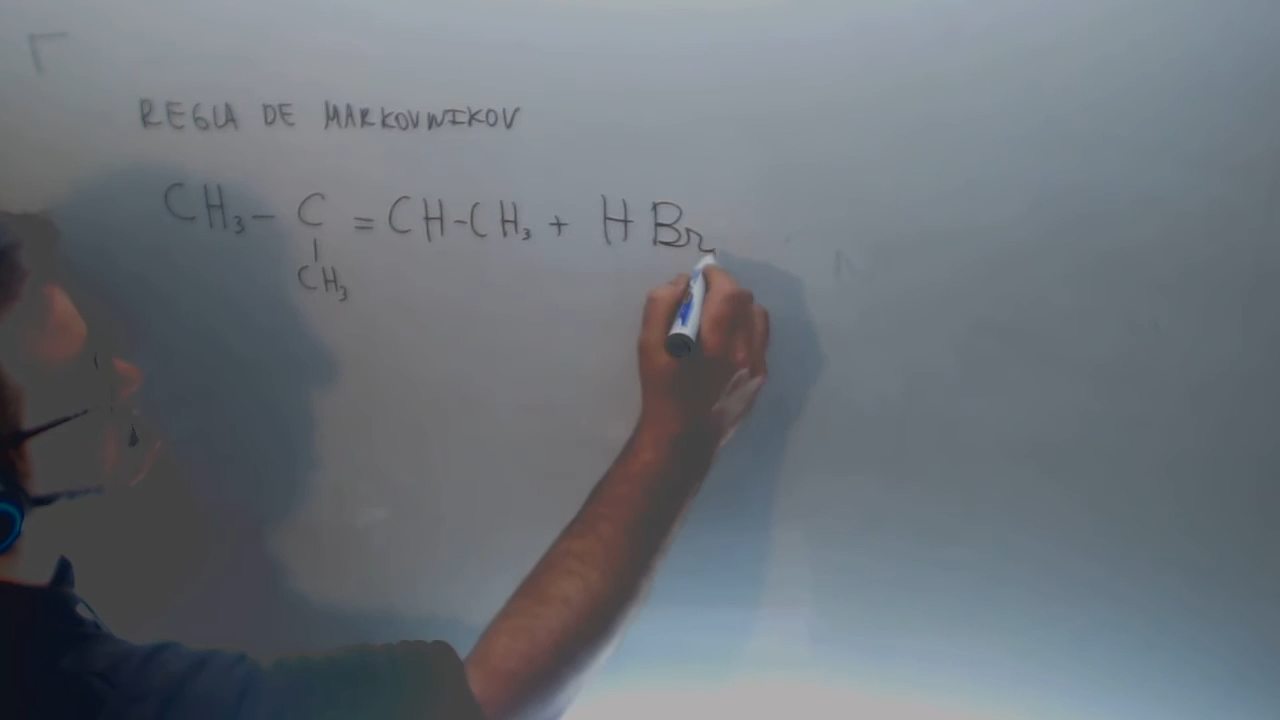 REGLA DE MARKOVNIKOV
CH₃ - C = CH - CH₃ + H Br
|
CH₃